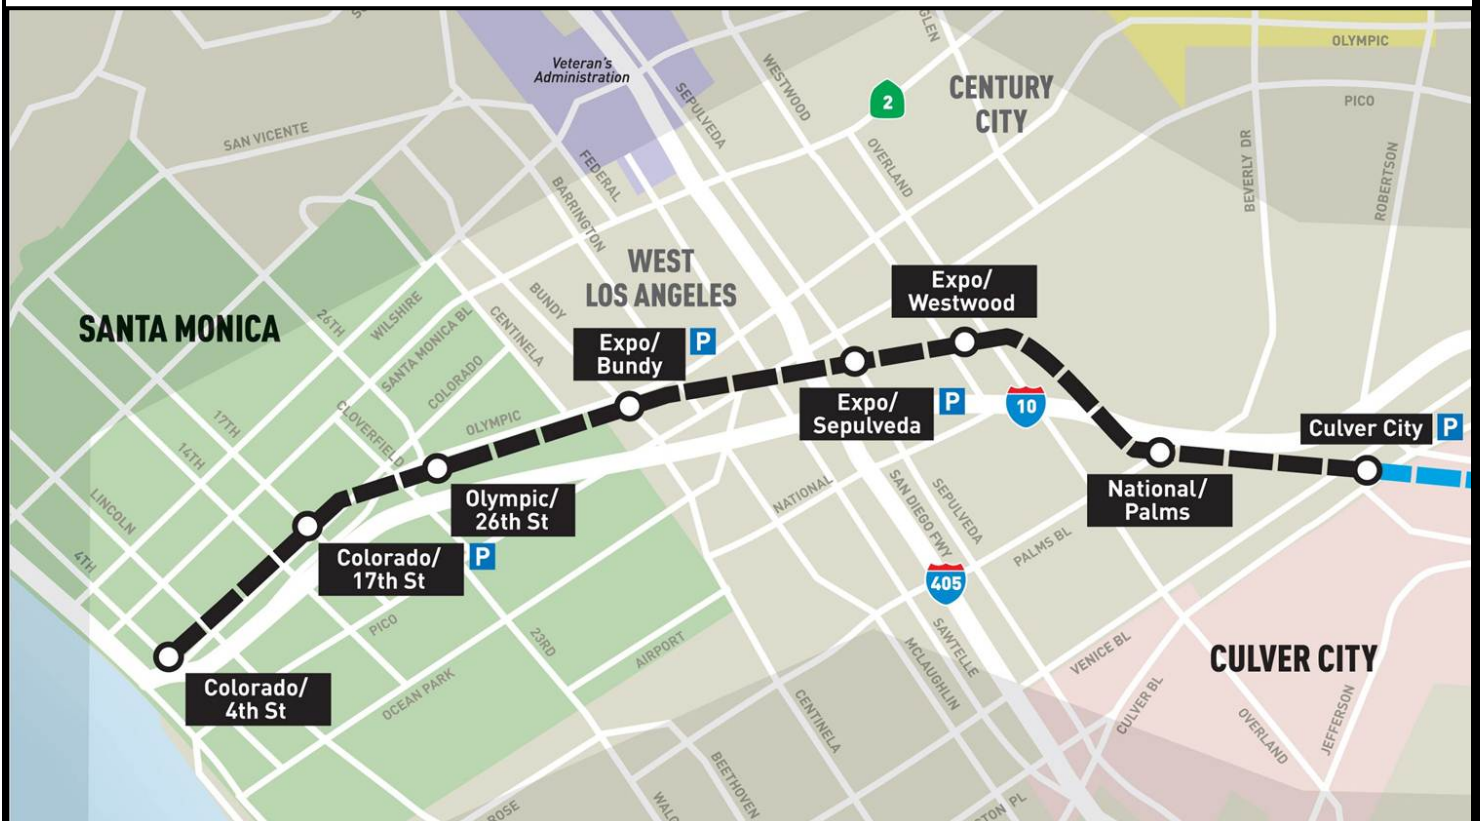 Veteran's
Administration
SAN VICENTE
SEPULVEDA
WESTWOOD
GLEN
2
CENTURY
CITY
OLYMPIC
PICO
BEVERLY DR
ROBERTSON
FEDERAL
BARRINGTON
OVERLAND
WEST
LOS ANGELES
SANTA MONICA
26TH
WILSHIRE
SANTA MONICA BL
COLORADO
CENTINELA
BUNDY
Expo/
Bundy
P
Expo/
Westwood
Expo/
Sepulveda
P
10
Culver City
P
17TH
14TH
LINCOLN
4TH
CLOVERFIELD
OLYMPIC
Olympic/
26th St
Colorado/
17th St
P
Colorado/
4th St
NATIONAL
SAN DIEGO FWY
SEPULVEDA
National/
Palms
PALMS BL
405
PICO
OCEAN PARK
23RD
AIRPORT
CENTINELA
SAWTELLE
MCLAUGHLIN
VENICE BL
CULVER BL
CULVER CITY
OVERLAND
JEFFERSON
BEETHOVEN